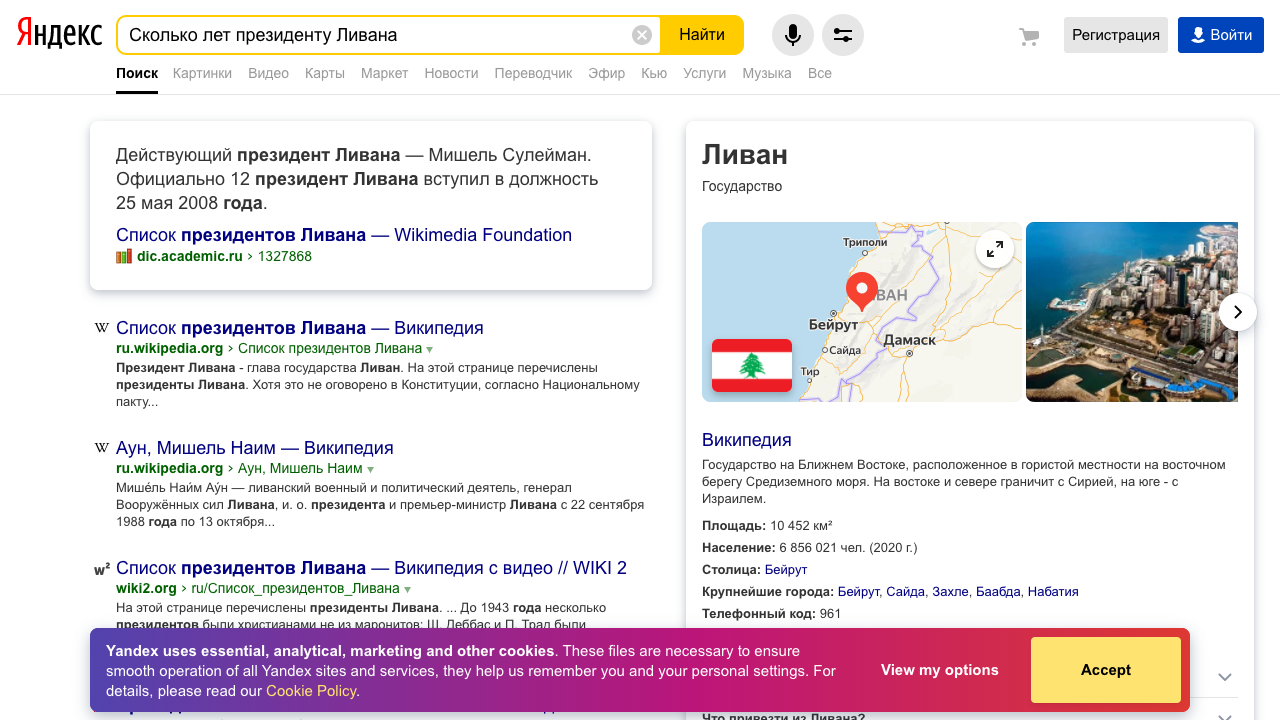 Яндекс
Сколько лет президенту Ливана
Найти
Регистрация
Войти
Поиск Картинки Видео Карты Маркет Новости Переводчик Эфир Кью Услуги Музыка Все
Действующий президент Ливана — Мишель Сулейман.
Официально 12 президент Ливана вступил в должность
25 мая 2008 года.
Список президентов Ливана — Wikimedia Foundation
dic.academic.ru › 1327868
W Список президентов Ливана — Википедия
ru.wikipedia.org › Список президентов Ливана
Президент Ливана - глава государства Ливан. На этой странице перечислены
президенты Ливана. Хотя это не оговорено в Конституции, согласно Национальному
пакту...
W Аун, Мишель Наим — Википедия
ru.wikipedia.org › Аун, Мишель Наим
Мише́ль Наи́м Ау́н — ливанский военный и политический деятель, генерал
Вооружённых сил Ливана, и. о. президента и премьер-министр Ливана с 22 сентября
1988 года по 13 октября...
W² Список президентов Ливана — Википедия с видео // WIKI 2
wiki2.org › ru/Список_президентов_Ливана
На этой странице перечислены президенты Ливана. ... До 1943 года несколько
президентов были христианами не из маронитов: Ш. Деббас и П. Трад были
Ливан
Государство
Триполи
ВАН
Бейрут
Дамаск
Сайда
Тир
Википедия
Государство на Ближнем Востоке, расположенное в гористой местности на восточном
берегу Средиземного моря. На востоке и севере граничит с Сирией, на юге - с
Израилем.
Площадь: 10 452 км²
Население: 6 856 021 чел. (2020 г.)
Столица: Бейрут
Крупнейшие города: Бейрут, Сайда, Захле, Баабда, Набатия
Телефонный код: 961
Yandex uses essential, analytical, marketing and other cookies. These files are necessary to ensure
smooth operation of all Yandex sites and services, they help us remember you and your personal settings. For
details, please read our Cookie Policy.
View my options
Accept
Что привезти из Ливана?